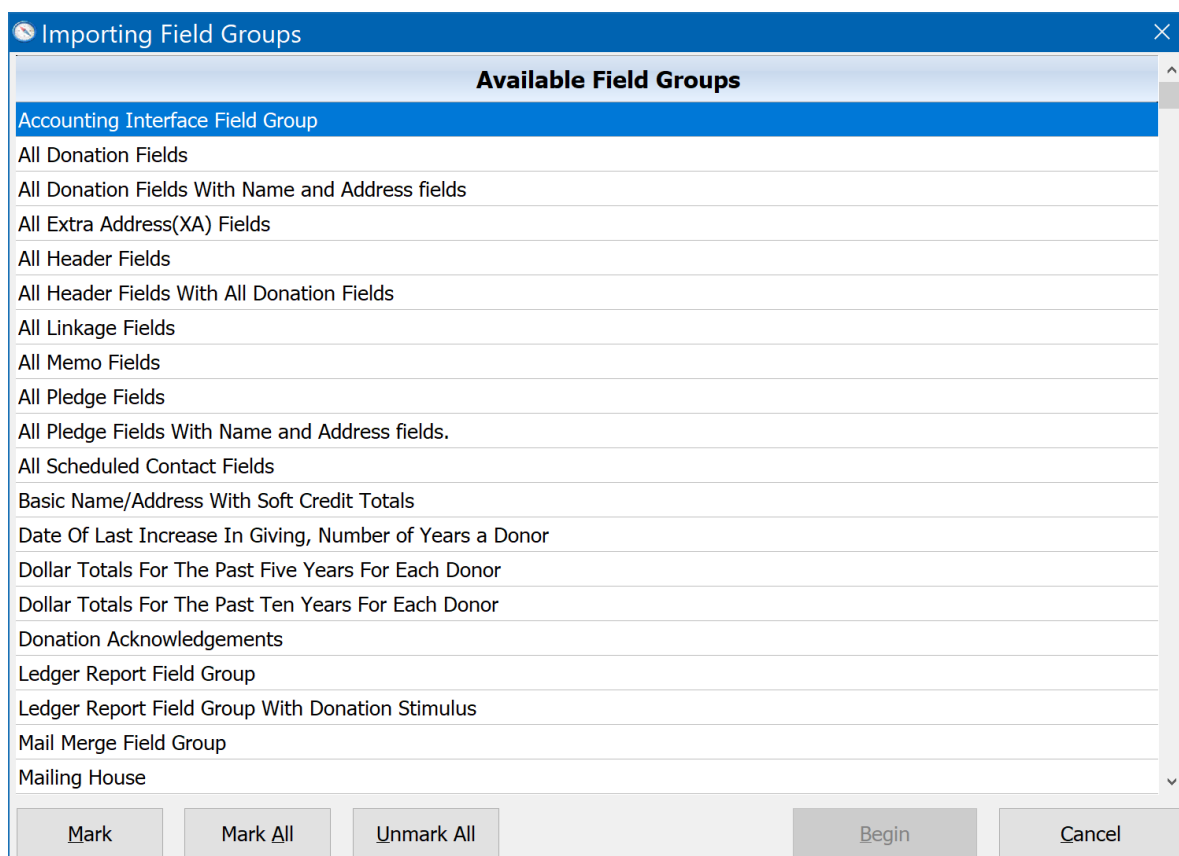 Importing Field Groups
Available Field Groups
Accounting Interface Field Group
All Donation Fields
All Donation Fields With Name and Address fields
All Extra Address(XA) Fields
All Header Fields
All Header Fields With All Donation Fields
All Linkage Fields
All Memo Fields
All Pledge Fields
All Pledge Fields With Name and Address fields.
All Scheduled Contact Fields
Basic Name/Address With Soft Credit Totals
Date Of Last Increase In Giving, Number of Years a Donor
Dollar Totals For The Past Five Years For Each Donor
Dollar Totals For The Past Ten Years For Each Donor
Donation Acknowledgements
Ledger Report Field Group
Ledger Report Field Group With Donation Stimulus
Mail Merge Field Group
Mailing House
Mark Mark All Unmark All Begin Cancel